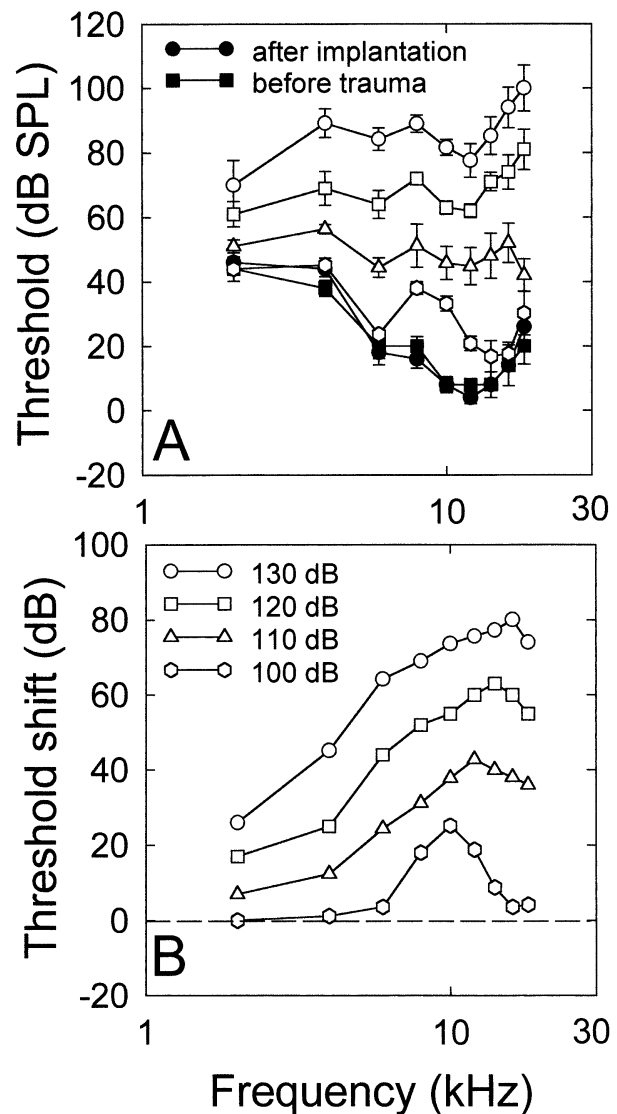 120
100
80
60
40
20
0
-20
Threshold (dB SPL)
after implantation
before trauma
A
1
10
30
100
80
60
40
20
0
-20
Threshold shift (dB)
130 dB
120 dB
110 dB
100 dB
B
1
10
30
Frequency (kHz)